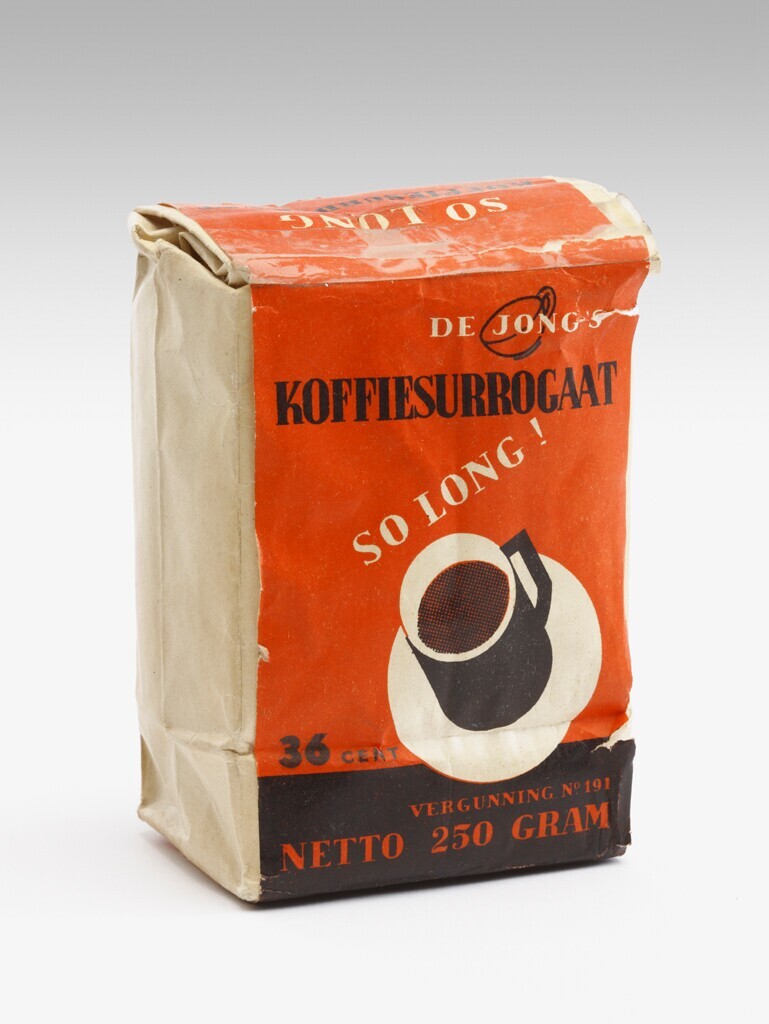 SO LONG
DE JONG'S
KOFFIESURROGAAT
SO LONG!
36 CENT
VERGUNNING Nº 191
NETTO 250 GRAM